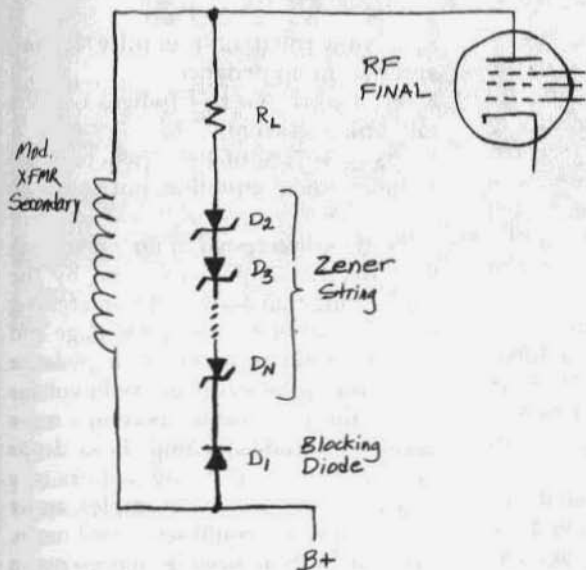 RF
FINAL
RL
Mod.
XFMR
Secondary
D2
D3
Zener
String
DN
D1
Blocking
Diode
B+